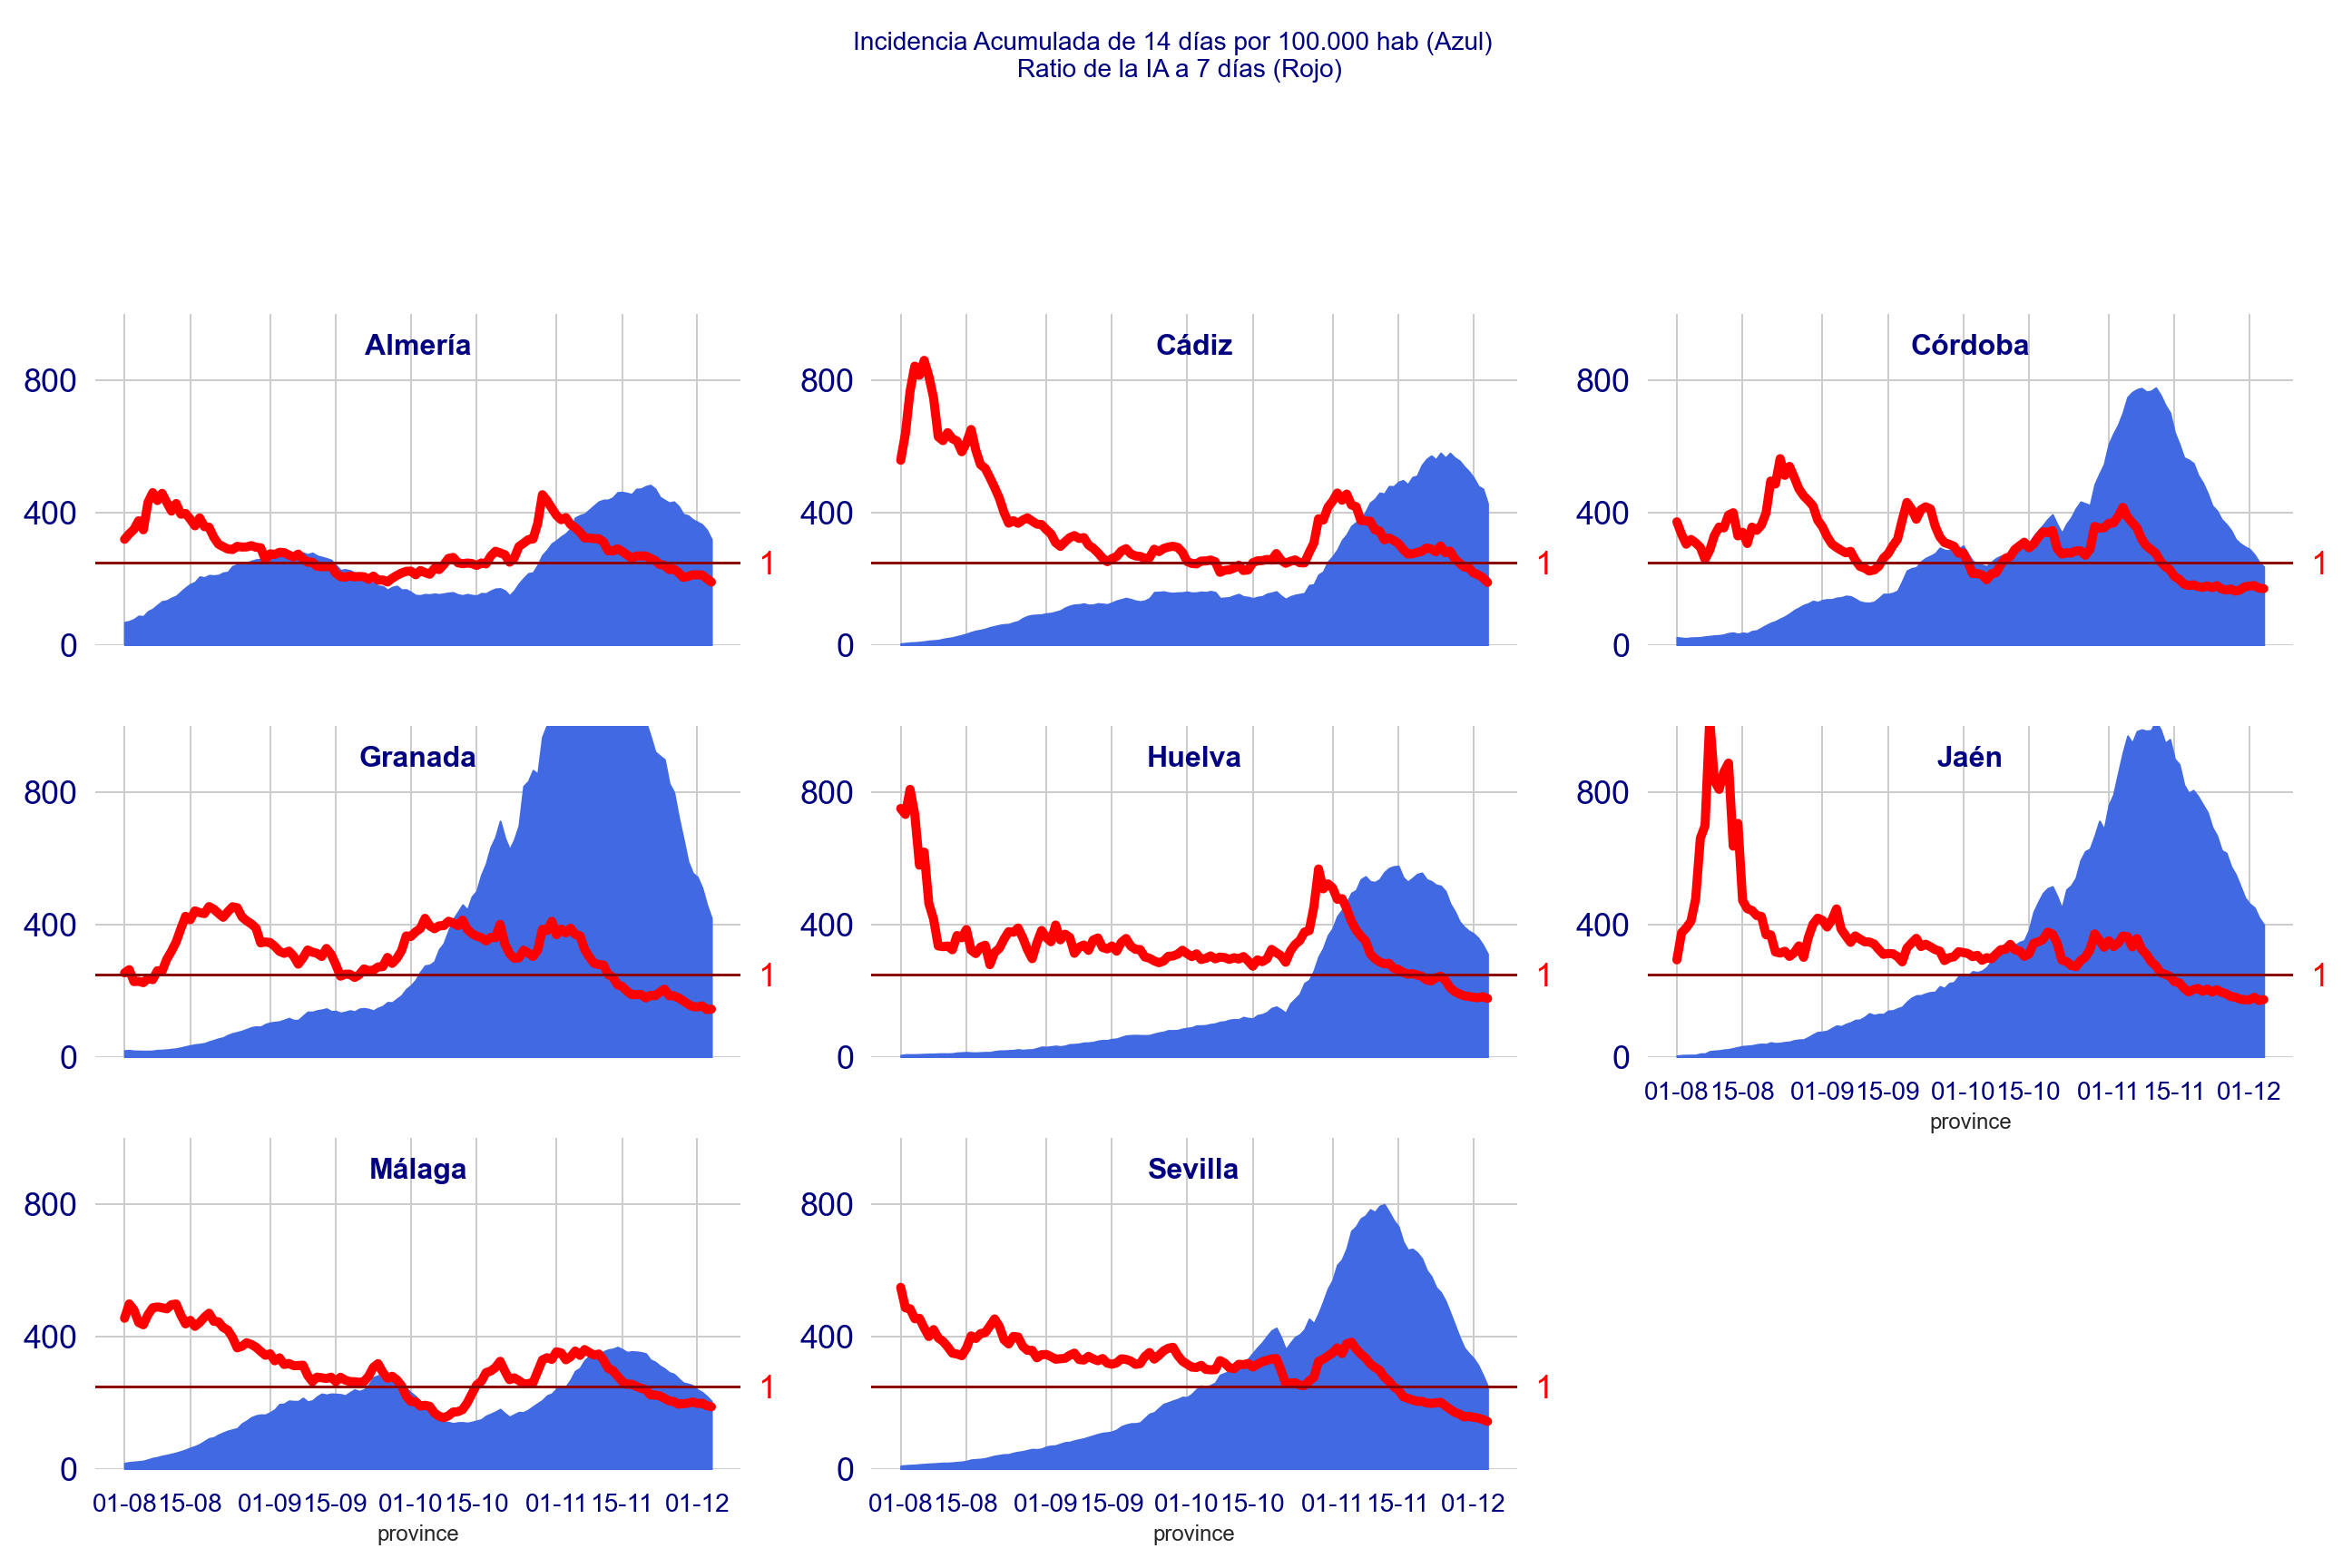 Incidencia Acumulada de 14 días por 100.000 hab (Azul)
Ratio de la IA a 7 días (Rojo)
Almería
800
400
0
1
Cádiz
800
400
0
1
Córdoba
800
400
0
1
Granada
800
400
0
1
Huelva
800
400
0
1
Jaén
800
400
0
1
01-08 15-08 01-09 15-09 01-10 15-10 01-11 15-11 01-12
province
Málaga
800
400
0
1
01-08 15-08 01-09 15-09 01-10 15-10 01-11 15-11 01-12
province
Sevilla
800
400
0
1
01-08 15-08 01-09 15-09 01-10 15-10 01-11 15-11 01-12
province